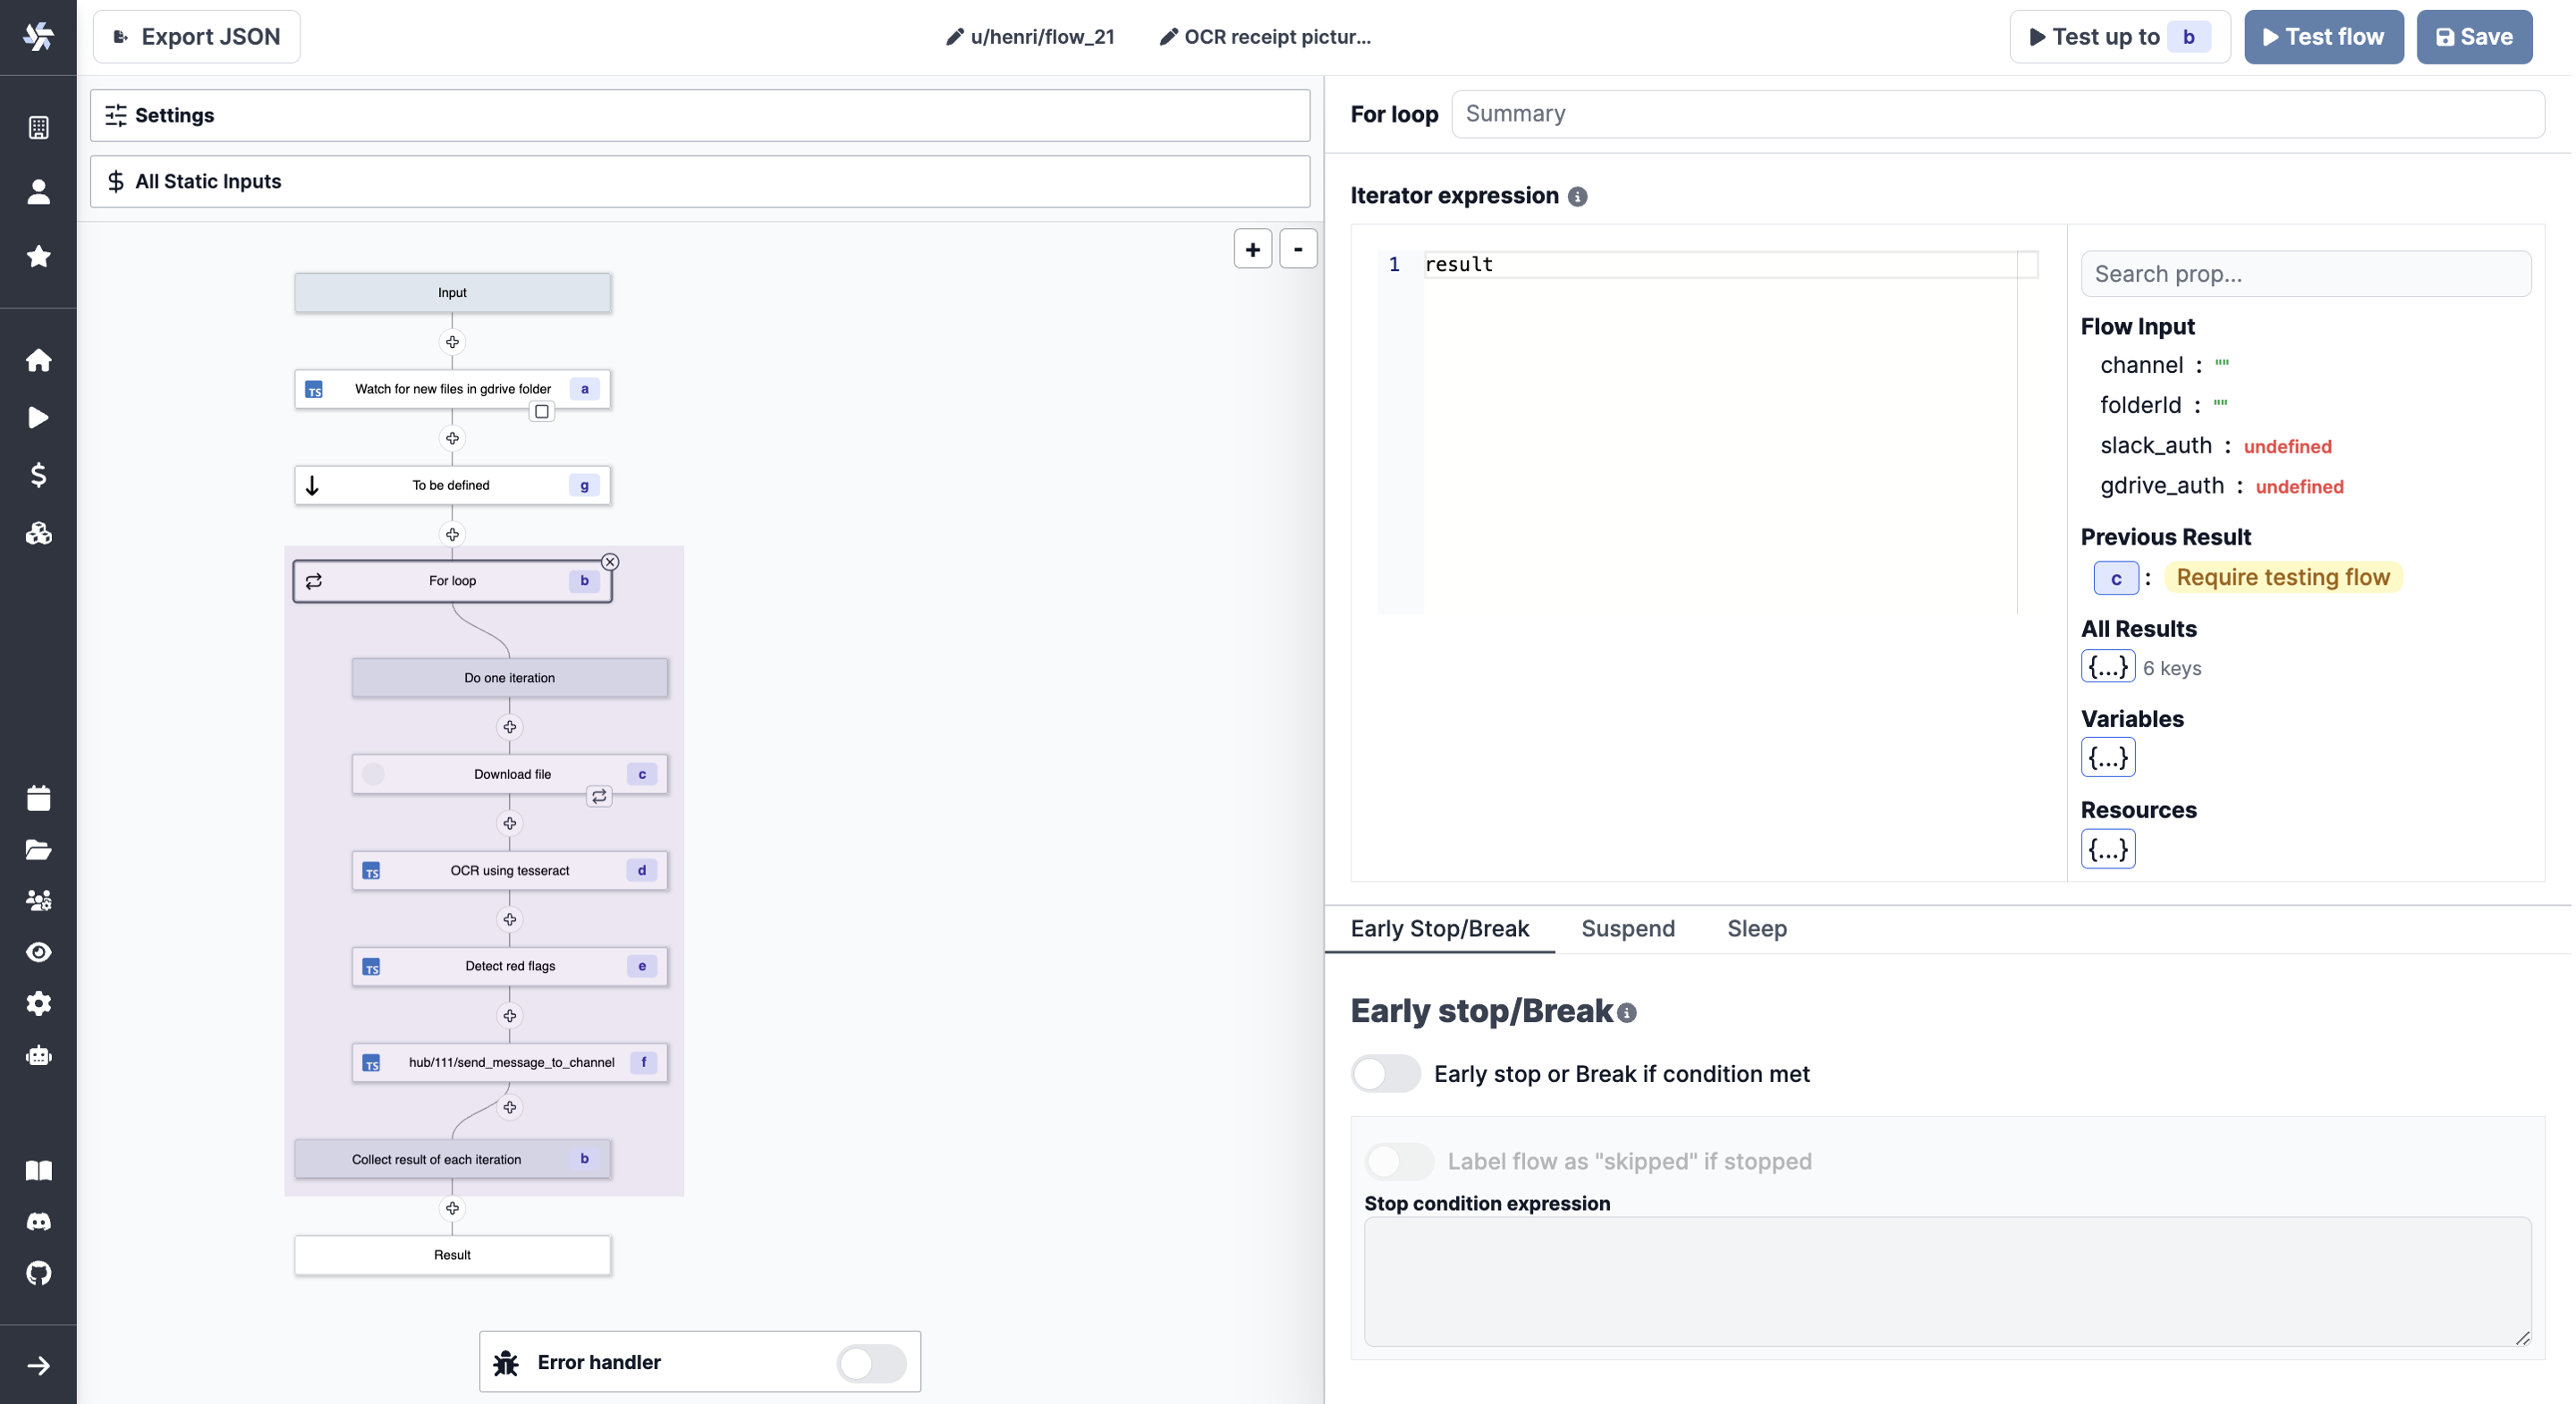 Export JSON
u/henri/flow_21
OCR receipt pictur...
Test up to b
Test flow
Save
Settings
All Static Inputs
+
-
Input
TS Watch for new files in gdrive folder a
To be defined g
For loop b
Do one iteration
Download file c
TS OCR using tesseract d
TS Detect red flags e
TS hub/111/send_message_to_channel f
Collect result of each iteration b
Result
Error handler
For loop
Summary
Iterator expression
1 result
Search prop...
Flow Input
channel : ""
folderId : ""
slack_auth : undefined
gdrive_auth : undefined
Previous Result
c : Require testing flow
All Results
{...} 6 keys
Variables
{...}
Resources
{...}
Early Stop/Break
Suspend
Sleep
Early stop/Break
Early stop or Break if condition met
Label flow as "skipped" if stopped
Stop condition expression